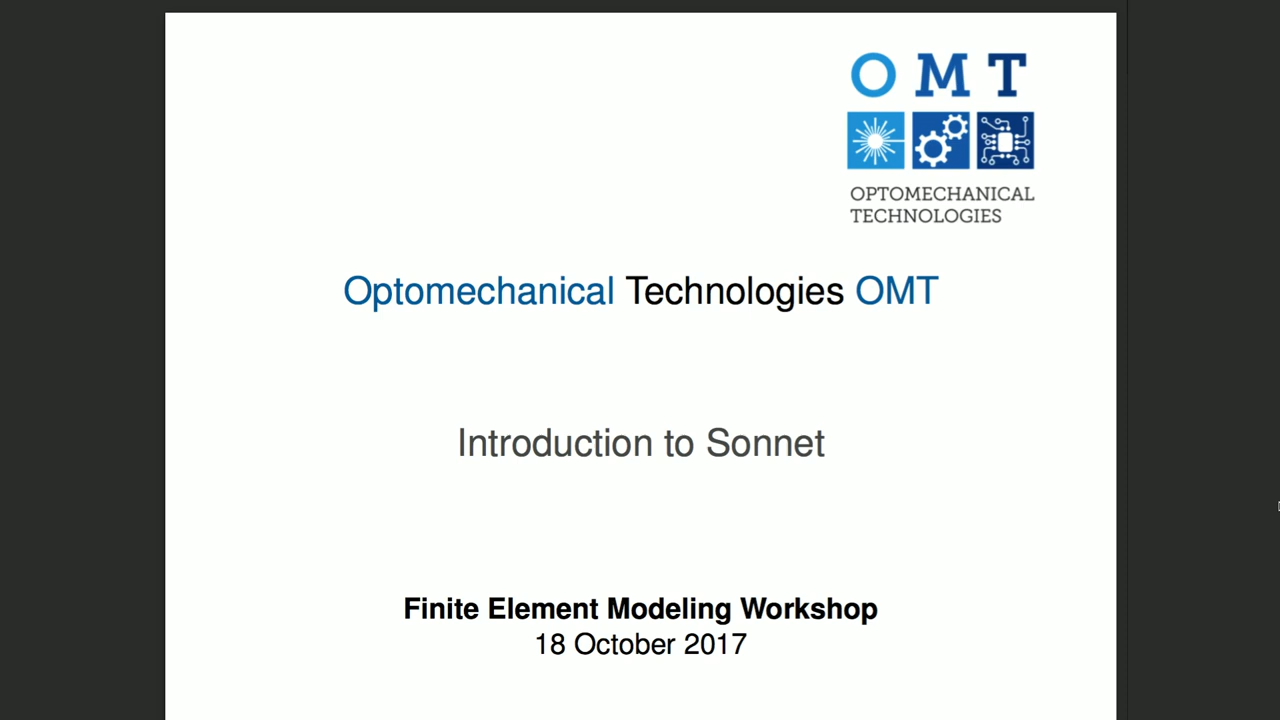 O M T
OPTOMECHANICAL
TECHNOLOGIES
Optomechanical Technologies OMT
Introduction to Sonnet
Finite Element Modeling Workshop
18 October 2017